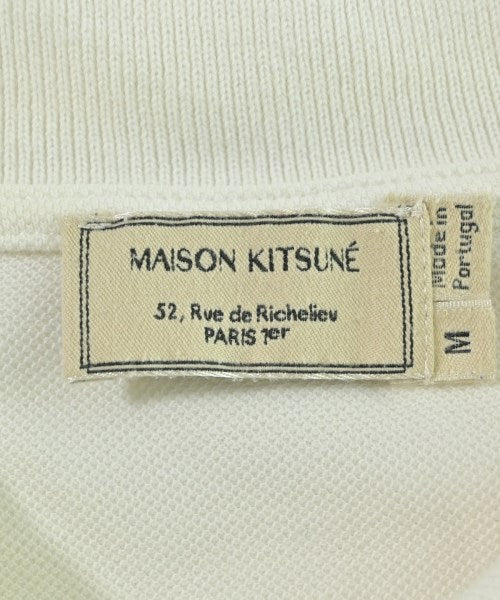 MAISON KITSUNÉ
52, Rue de Richelieu
PARIS 1er
Made in
Portugal
M